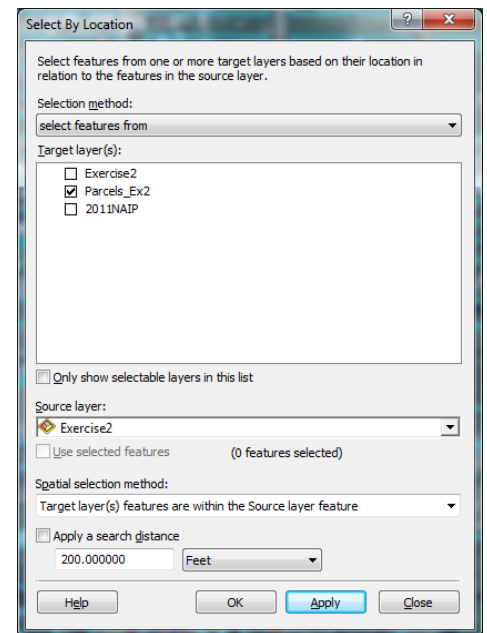 Select By Location
?
X
Select features from one or more target layers based on their location in
relation to the features in the source layer.
Selection method:
select features from
Target layer(s):
Exercise2
Parcels_Ex2
2011NAIP
Only show selectable layers in this list
Source layer:
Exercise2
Use selected features (0 features selected)
Spatial selection method:
Target layer(s) features are within the Source layer feature
Apply a search distance
200.000000 Feet
Help OK Apply Close